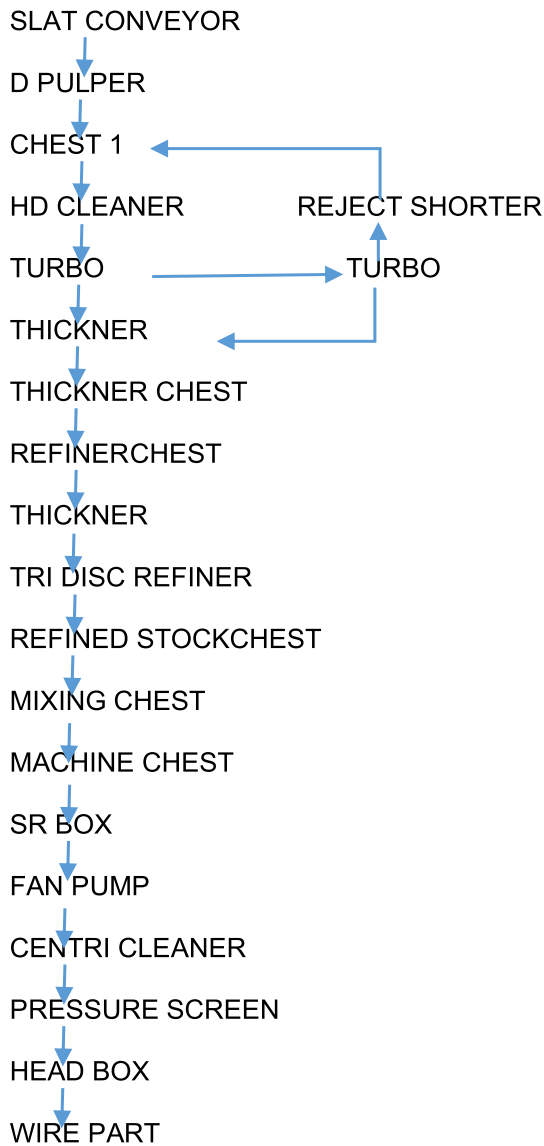 SLAT CONVEYOR
D PULPER
CHEST 1
HD CLEANER REJECT SHORTER
TURBO TURBO
THICKNER
THICKNER CHEST
REFINERCHEST
THICKNER
TRI DISC REFINER
REFINED STOCKCHEST
MIXING CHEST
MACHINE CHEST
SR BOX
FAN PUMP
CENTRI CLEANER
PRESSURE SCREEN
HEAD BOX
WIRE PART